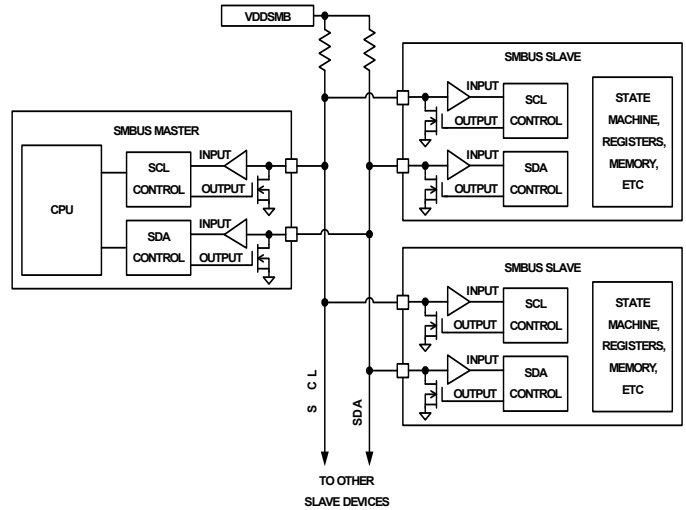 VDDSMB
SMBUS MASTER
CPU
SCL
CONTROL
INPUT
OUTPUT
SDA
CONTROL
INPUT
OUTPUT
SMBUS SLAVE
INPUT
OUTPUT
SCL
CONTROL
INPUT
OUTPUT
SDA
CONTROL
STATE
MACHINE,
REGISTERS,
MEMORY,
ETC
SMBUS SLAVE
INPUT
OUTPUT
SCL
CONTROL
INPUT
OUTPUT
SDA
CONTROL
STATE
MACHINE,
REGISTERS,
MEMORY,
ETC
S CL
SDA
TO OTHER
SLAVE DEVICES